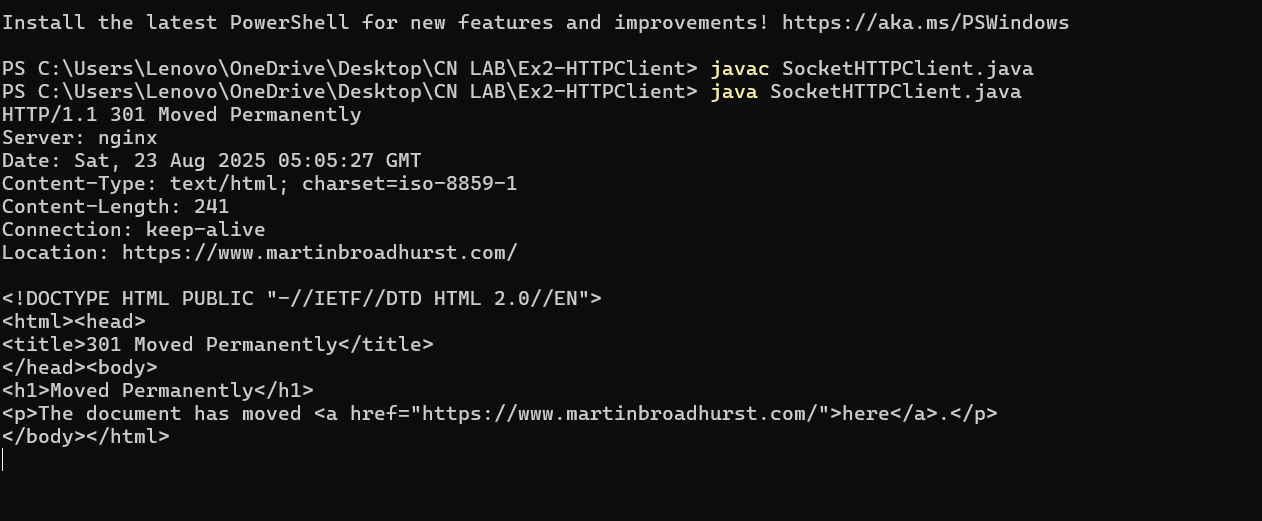 Install the latest PowerShell for new features and improvements! https://aka.ms/PSWindows
PS C:\Users\Lenovo\OneDrive\Desktop\CN LAB\Ex2-HTTPClient> javac SocketHTTPClient.java
PS C:\Users\Lenovo\OneDrive\Desktop\CN LAB\Ex2-HTTPClient> java SocketHTTPClient.java
HTTP/1.1 301 Moved Permanently
Server: nginx
Date: Sat, 23 Aug 2025 05:05:27 GMT
Content-Type: text/html; charset=iso-8859-1
Content-Length: 241
Connection: keep-alive
Location: https://www.martinbroadhurst.com/
<!DOCTYPE HTML PUBLIC "-//IETF//DTD HTML 2.0//EN">
<html><head>
<title>301 Moved Permanently</title>
</head><body>
<h1>Moved Permanently</h1>
<p>The document has moved <a href="https://www.martinbroadhurst.com/">here</a>.</p>
</body></html>